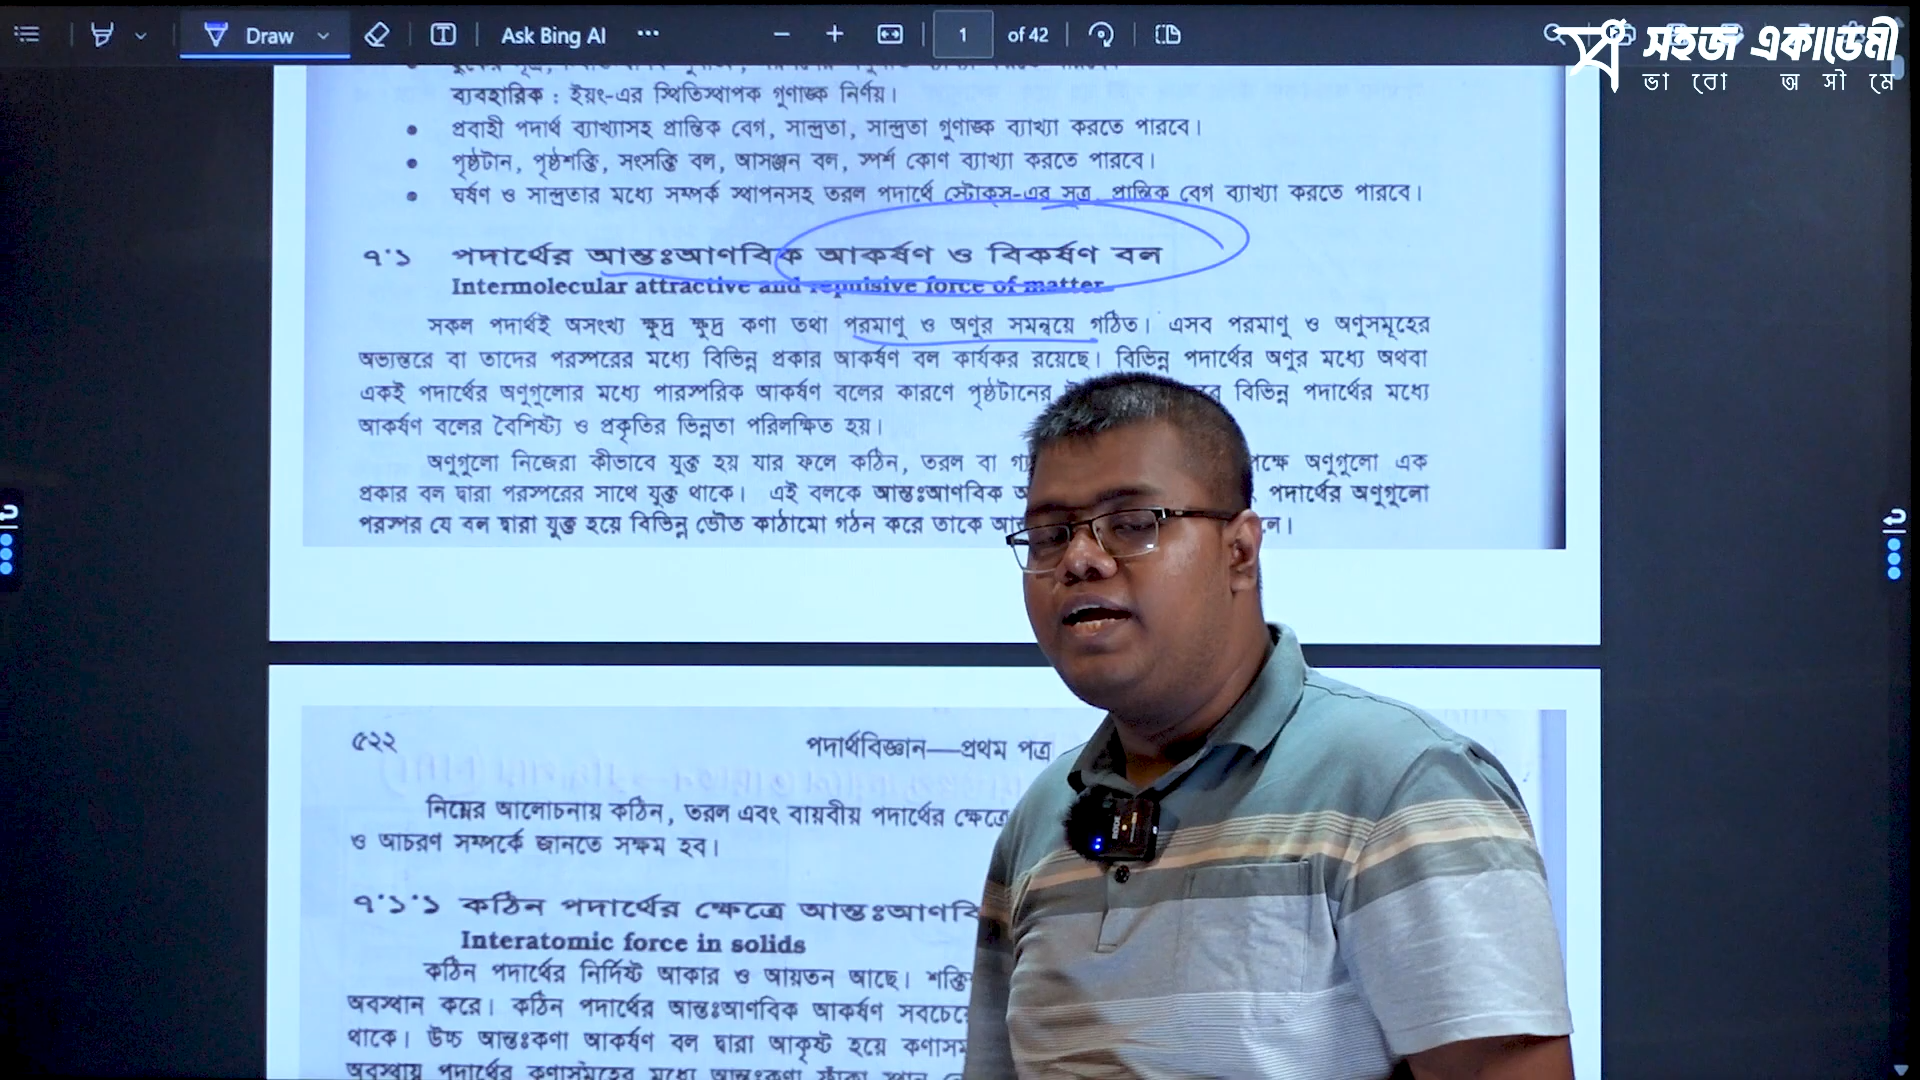 Draw
Ask Bing AI
1
of 42
সহজ একাডেমী
ভাবো অসীমে
ব্যবহারিক : ইয়ং-এর স্থিতিস্থাপক গুণাঙ্ক নির্ণয়।
• প্রবাহী পদার্থ ব্যাখ্যাসহ প্রান্তিক বেগ, সান্দ্রতা, সান্দ্রতা গুণাঙ্ক ব্যাখ্যা করতে পারবে।
• পৃষ্ঠটান, পৃষ্ঠশক্তি, সংসক্তি বল, আসঞ্জন বল, স্পর্শ কোণ ব্যাখ্যা করতে পারবে।
• ঘর্ষণ ও সান্দ্রতার মধ্যে সম্পর্ক স্থাপনসহ তরল পদার্থে স্টোকস-এর সূত্র, প্রান্তিক বেগ ব্যাখ্যা করতে পারবে।
৭.১ পদার্থের আন্তঃআণবিক আকর্ষণ ও বিকর্ষণ বল
Intermolecular attractive and repulsive force of matter
সকল পদার্থই অসংখ্য ক্ষুদ্র ক্ষুদ্র কণা তথা পরমাণু ও অণুর সমন্বয়ে গঠিত। এসব পরমাণু ও অণুসমূহের
অভ্যন্তরে বা তাদের পরস্পরের মধ্যে বিভিন্ন প্রকার আকর্ষণ বল কার্যকর রয়েছে। বিভিন্ন পদার্থের অণুর মধ্যে অথবা
একই পদার্থের অণুগুলোর মধ্যে পারস্পরিক আকর্ষণ বলের কারণে পৃষ্ঠটানের বিভিন্ন পদার্থের মধ্যে
আকর্ষণ বলের বৈশিষ্ট্য ও প্রকৃতির ভিন্নতা পরিলক্ষিত হয়।
অণুগুলো নিজেরা কীভাবে যুক্ত হয় যার ফলে কঠিন, তরল বা অণুগুলো এক
প্রকার বল দ্বারা পরস্পরের সাথে যুক্ত থাকে। এই বলকে আন্তঃআণবিক পদার্থের অণুগুলো
পরস্পর যে বল দ্বারা যুক্ত হয়ে বিভিন্ন ভৌত কাঠামো গঠন করে তাকে
৫২২
পদার্থবিজ্ঞান—প্রথম পত্র
নিম্নের আলোচনায় কঠিন, তরল এবং বায়বীয় পদার্থের ক্ষেত্রে
ও আচরণ সম্পর্কে জানতে সক্ষম হব।
৭.১.১ কঠিন পদার্থের ক্ষেত্রে
Interatomic force in solids
কঠিন পদার্থের নির্দিষ্ট আকার ও আয়তন আছে।
অবস্থান করে। কঠিন পদার্থের আন্তঃআণবিক আকর্ষণ
থাকে। উচ্চ আন্তঃকণা আকর্ষণ বল দ্বারা আকৃষ্ট হয়ে
অবস্থায় পদার্থের কণাসমূহের মধ্যে আন্তঃকণা ফাঁকা স্থান